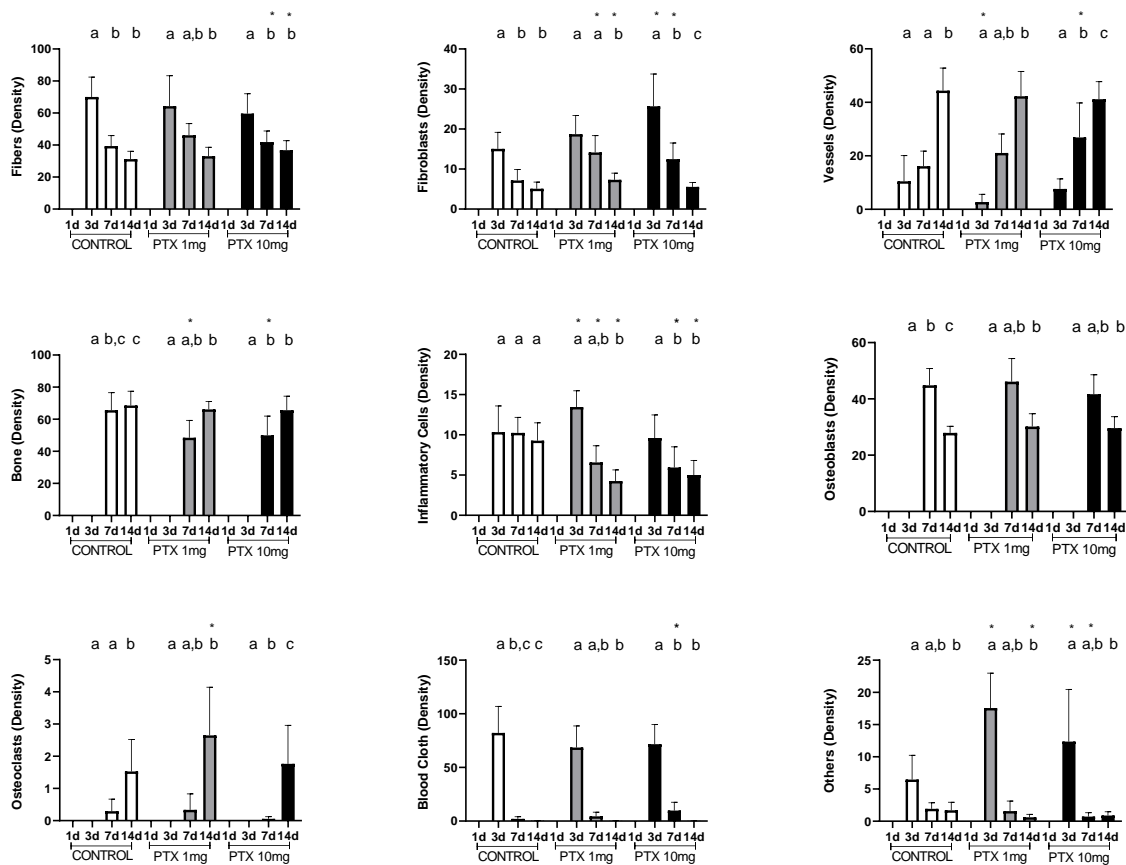 * *
a b b a a,b b a b b
Fibers (Density)
100
80
60
40
20
0
1d 3d 7d 14d 1d 3d 7d 14d 1d 3d 7d 14d
CONTROL PTX 1mg PTX 10mg
* * * *
a b b a a b a b c
Fibroblasts (Density)
40
30
20
10
0
1d 3d 7d 14d 1d 3d 7d 14d 1d 3d 7d 14d
CONTROL PTX 1mg PTX 10mg
* *
a a b a a,b b a b c
Vessels (Density)
60
40
20
0
1d 3d 7d 14d 1d 3d 7d 14d 1d 3d 7d 14d
CONTROL PTX 1mg PTX 10mg
* *
a b,c c a a,b b a b b
Bone (Density)
100
80
60
40
20
0
1d 3d 7d 14d 1d 3d 7d 14d 1d 3d 7d 14d
CONTROL PTX 1mg PTX 10mg
* * * * *
a a a a a,b b a b b
Inflammatory Cells (Density)
20
15
10
5
0
1d 3d 7d 14d 1d 3d 7d 14d 1d 3d 7d 14d
CONTROL PTX 1mg PTX 10mg
a b c a a,b b a a,b b
Osteoblasts (Density)
60
40
20
0
1d 3d 7d 14d 1d 3d 7d 14d 1d 3d 7d 14d
CONTROL PTX 1mg PTX 10mg
*
a a b a a,b b a b c
Osteoclasts (Density)
5
4
3
2
1
0
1d 3d 7d 14d 1d 3d 7d 14d 1d 3d 7d 14d
CONTROL PTX 1mg PTX 10mg
*
a b,c c a a,b b a b b
Blood Cloth (Density)
150
100
50
0
1d 3d 7d 14d 1d 3d 7d 14d 1d 3d 7d 14d
CONTROL PTX 1mg PTX 10mg
* * * *
a a,b b a a,b b a a,b b
Others (Density)
25
20
15
10
5
0
1d 3d 7d 14d 1d 3d 7d 14d 1d 3d 7d 14d
CONTROL PTX 1mg PTX 10mg